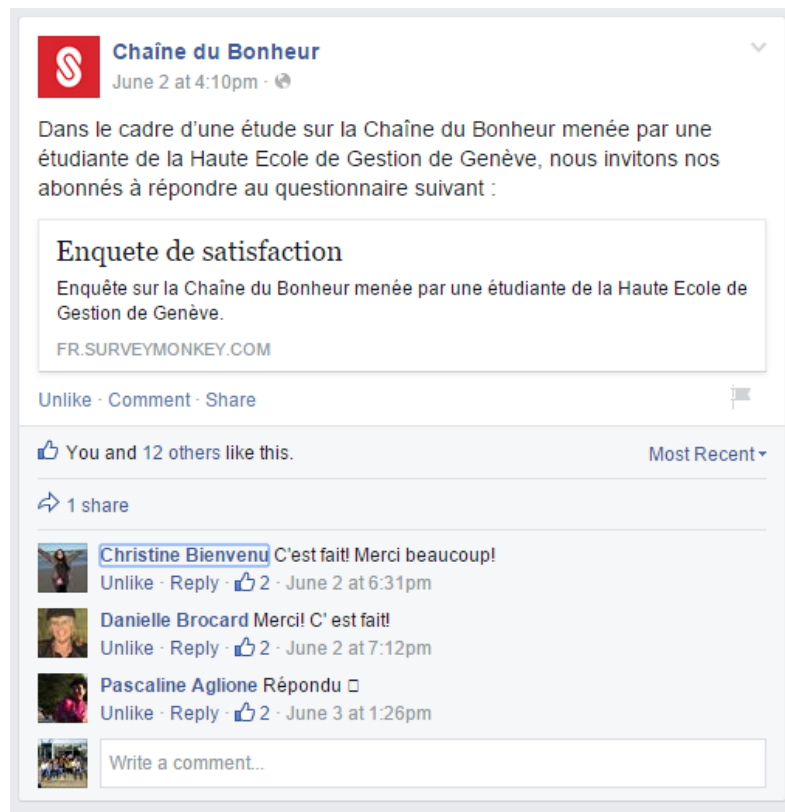 Chaîne du Bonheur
June 2 at 4:10pm ·
Dans le cadre d'une étude sur la Chaîne du Bonheur menée par une
étudiante de la Haute Ecole de Gestion de Genève, nous invitons nos
abonnés à répondre au questionnaire suivant :
Enquete de satisfaction
Enquête sur la Chaîne du Bonheur menée par une étudiante de la Haute Ecole de
Gestion de Genève.
FR.SURVEYMONKEY.COM
Unlike · Comment · Share
You and 12 others like this. Most Recent
1 share
Christine Bienvenu C'est fait! Merci beaucoup!
Unlike · Reply · 2 · June 2 at 6:31pm
Danielle Brocard Merci! C' est fait!
Unlike · Reply · 2 · June 2 at 7:12pm
Pascaline Aglione Répondu □
Unlike · Reply · 2 · June 3 at 1:26pm
Write a comment...